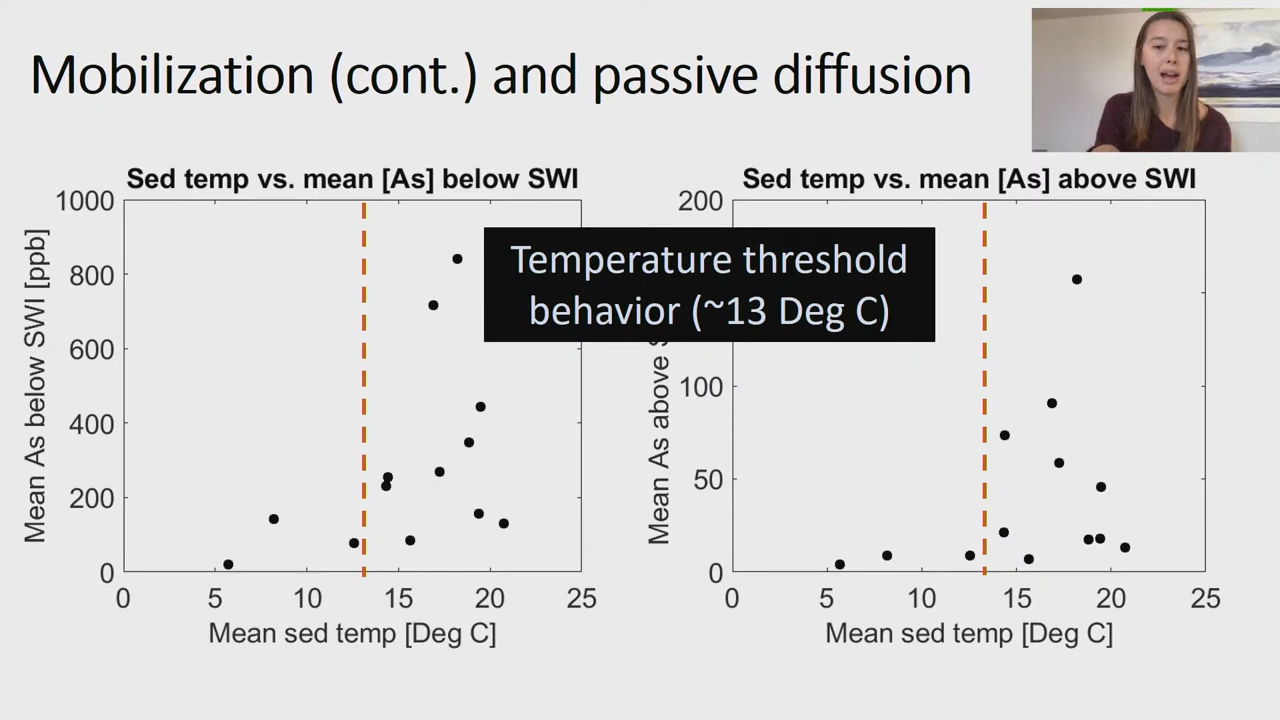 Mobilization (cont.) and passive diffusion
Sed temp vs. mean [As] below SWI
Mean As below SWI [ppb]
1000
800
600
400
200
0
0 5 10 15 20 25
Mean sed temp [Deg C]
Temperature threshold
behavior (~13 Deg C)
Sed temp vs. mean [As] above SWI
Mean As above
200
100
50
0
0 5 10 15 20 25
Mean sed temp [Deg C]